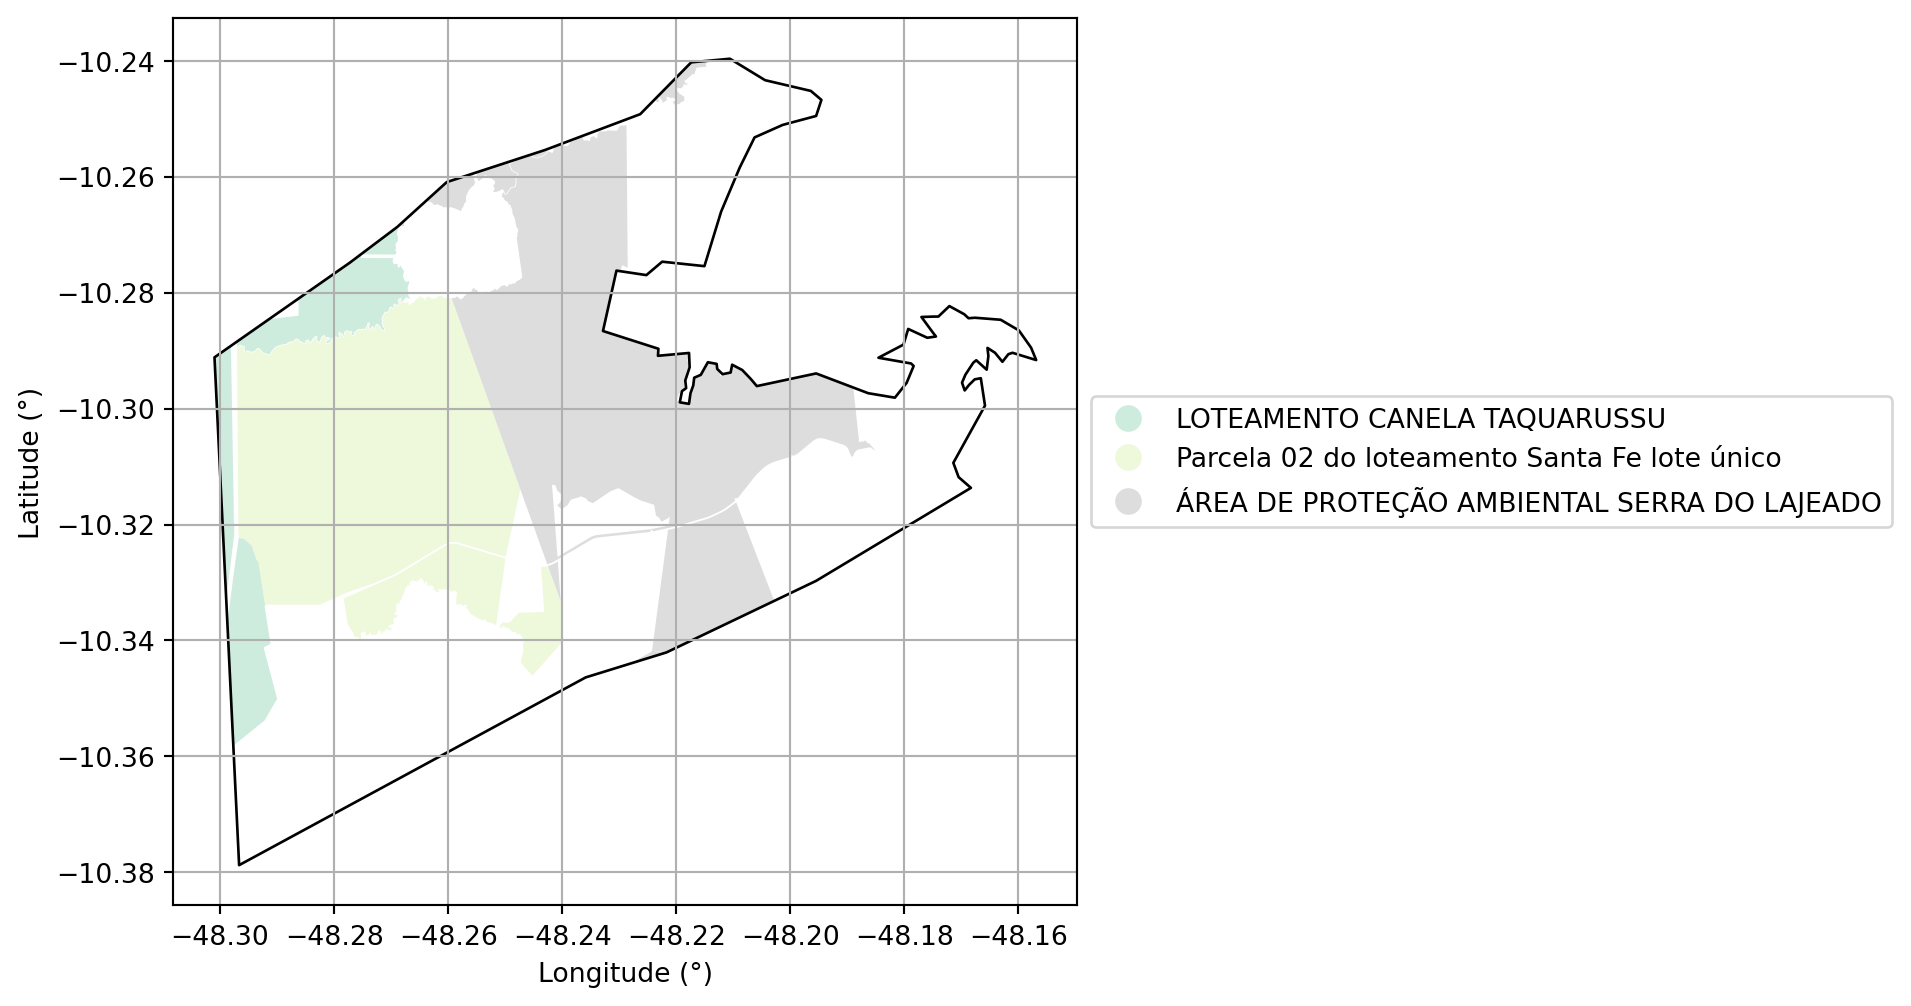 −10.24
−10.26
−10.28
−10.30
−10.32
−10.34
−10.36
−10.38
Latitude (°)
−48.30 −48.28 −48.26 −48.24 −48.22 −48.20 −48.18 −48.16
Longitude (°)
LOTEAMENTO CANELA TAQUARUSSU
Parcela 02 do loteamento Santa Fe lote único
ÁREA DE PROTEÇÃO AMBIENTAL SERRA DO LAJEADO